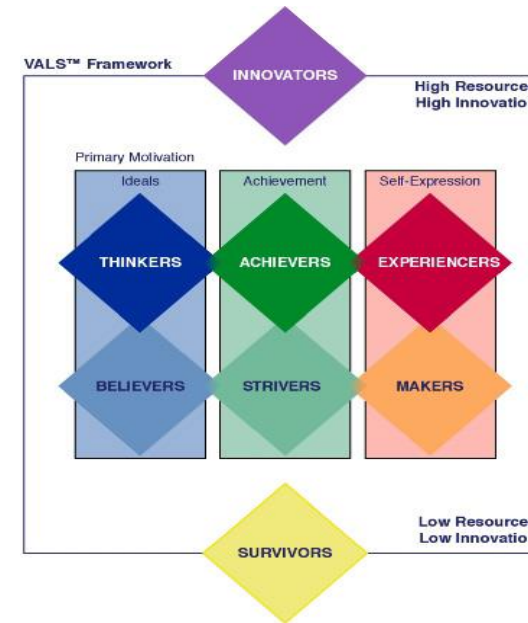 VALS™ Framework
INNOVATORS
High Resource
High Innovatio
Primary Motivation
Ideals
Achievement
Self-Expression
THINKERS
ACHIEVERS
EXPERIENCERS
BELIEVERS
STRIVERS
MAKERS
Low Resource
Low Innovatio
SURVIVORS